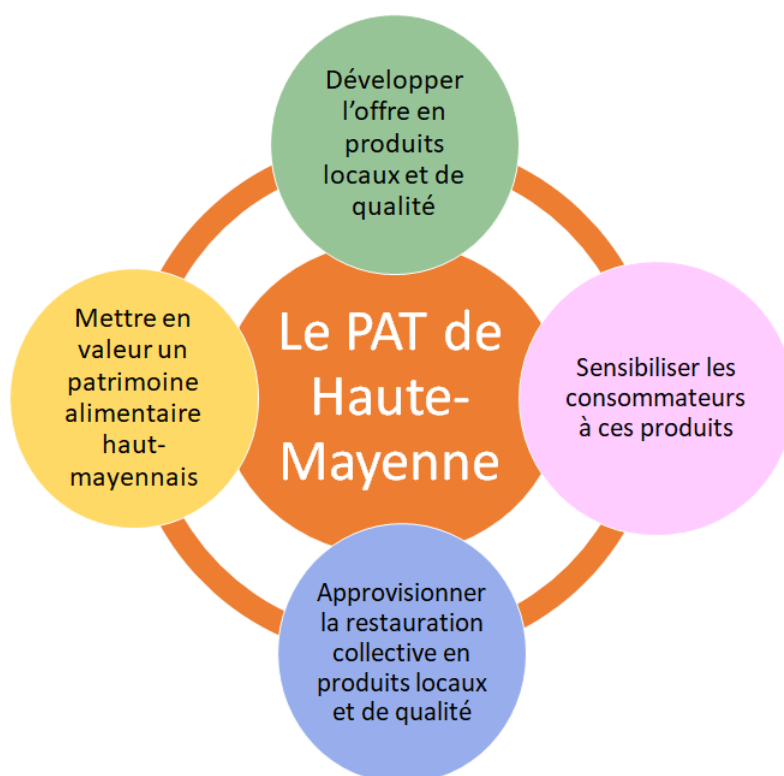 Développer
l’offre en
produits
locaux et de
qualité
Le PAT de
Haute-
Mayenne
Sensibiliser les
consommateurs
à ces produits
Approvisionner
la restauration
collective en
produits locaux
et de qualité
Mettre en
valeur un
patrimoine
alimentaire
haut-
mayennais